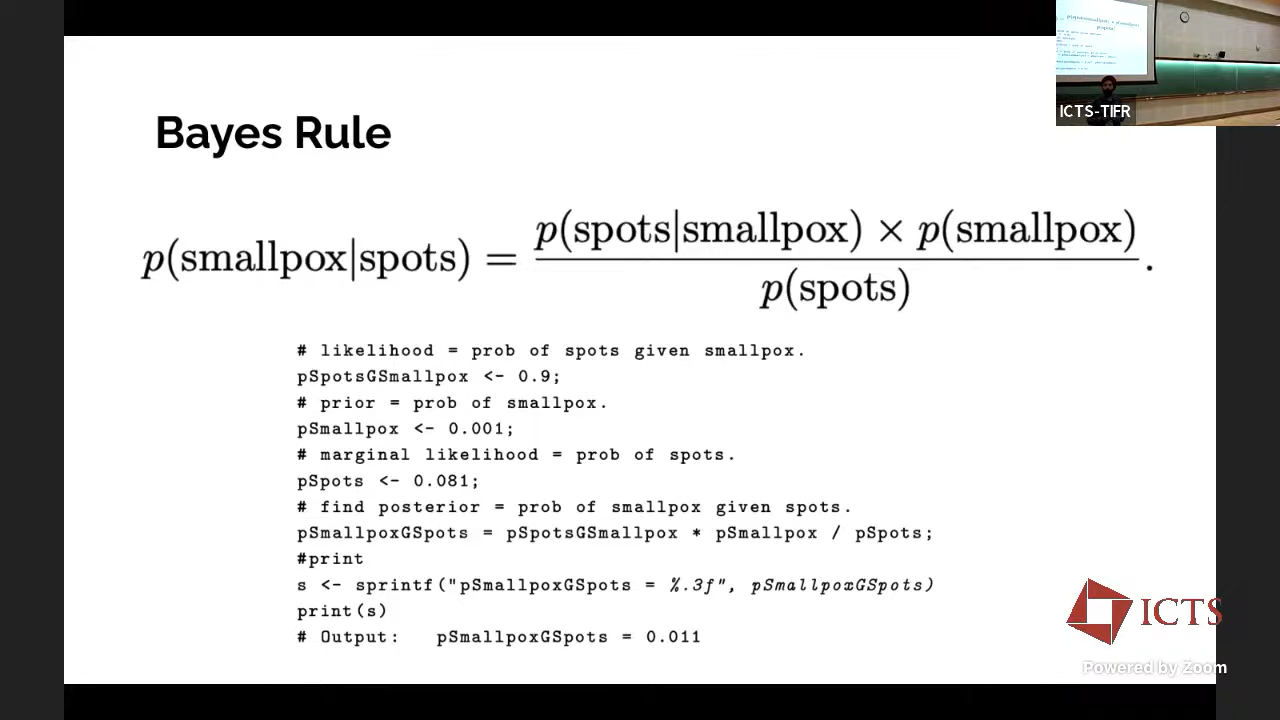 Bayes Rule
p(smallpox|spots) = p(spots|smallpox) × p(smallpox) / p(spots) .
# likelihood = prob of spots given smallpox.
pSpotsGSmallpox <- 0.9;
# prior = prob of smallpox.
pSmallpox <- 0.001;
# marginal likelihood = prob of spots.
pSpots <- 0.081;
# find posterior = prob of smallpox given spots.
pSmallpoxGSpots = pSpotsGSmallpox * pSmallpox / pSpots;
#print
s <- sprintf("pSmallpoxGSpots = %.3f", pSmallpoxGSpots)
print(s)
# Output: pSmallpoxGSpots = 0.011
ICTS-TIFR
ICTS
Powered by Zoom